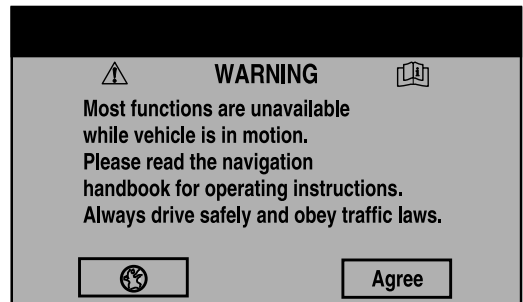 WARNING
Most functions are unavailable
while vehicle is in motion.
Please read the navigation
handbook for operating instructions.
Always drive safely and obey traffic laws.
Agree